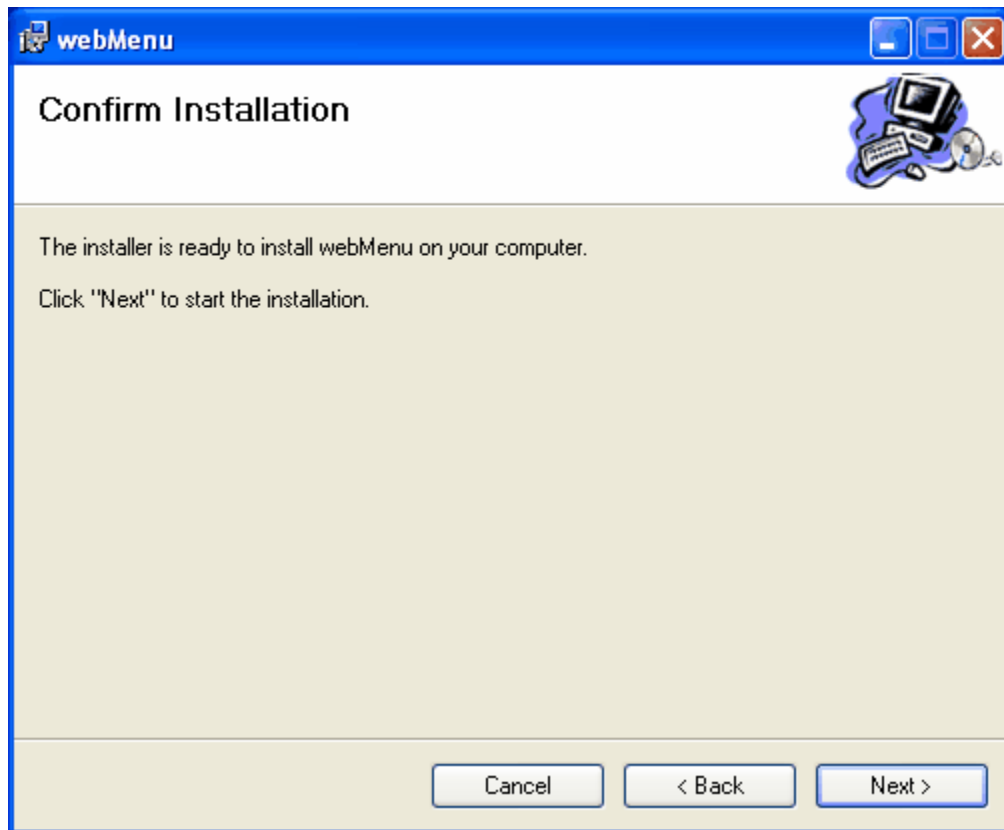 webMenu
Confirm Installation
The installer is ready to install webMenu on your computer.
Click "Next" to start the installation.
Cancel
< Back
Next >